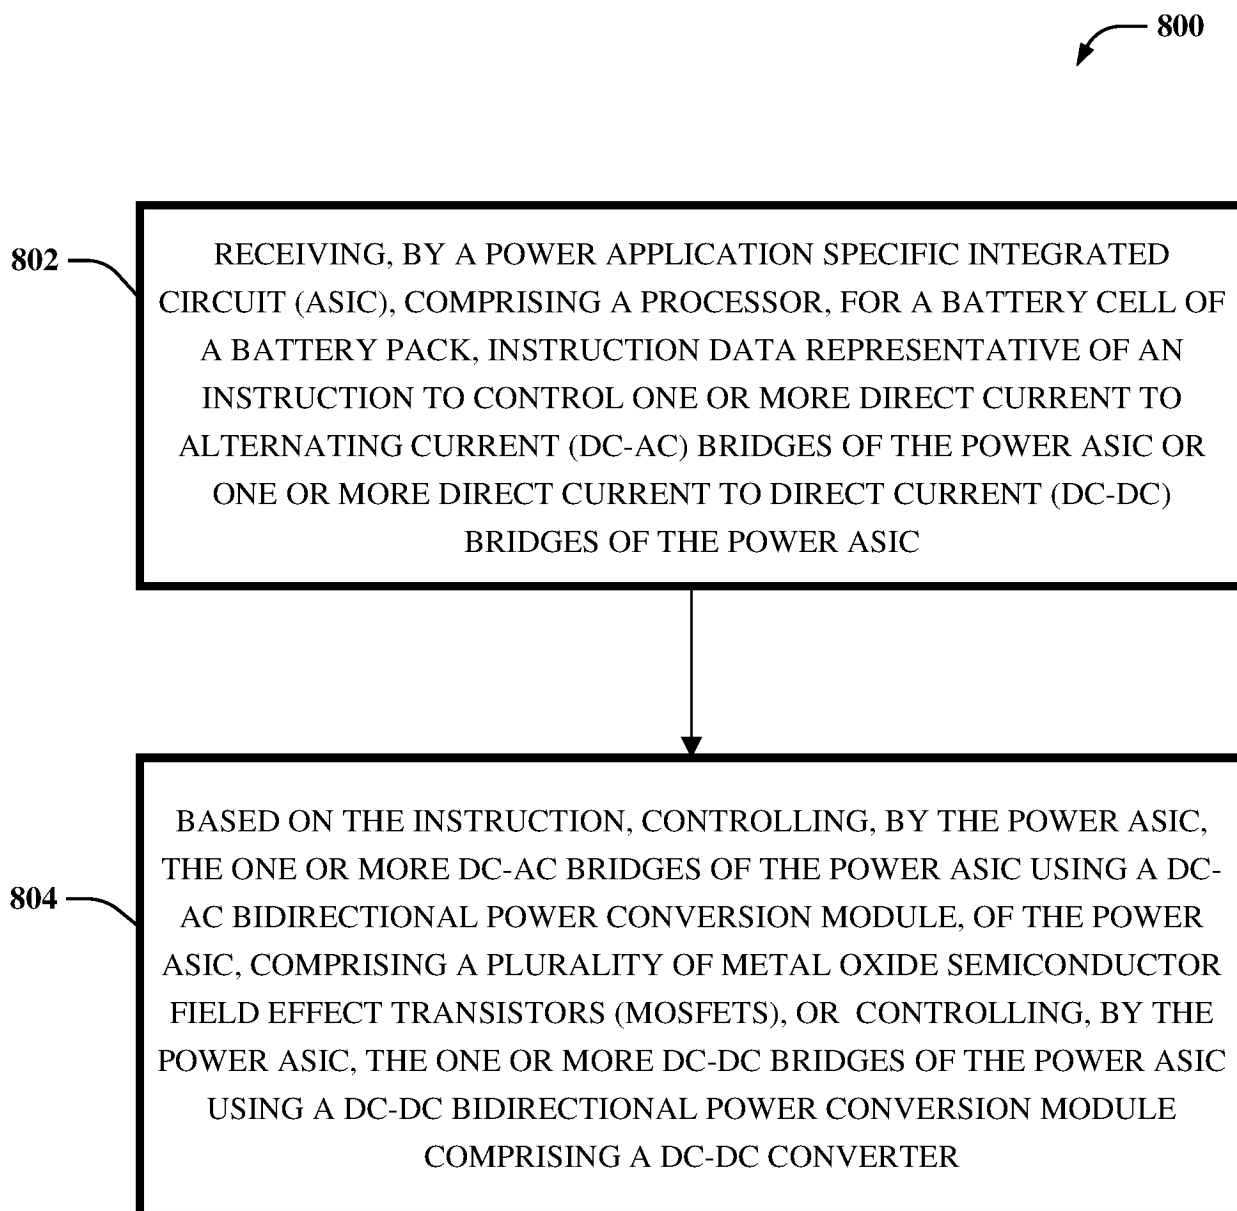 800
802
RECEIVING, BY A POWER APPLICATION SPECIFIC INTEGRATED
CIRCUIT (ASIC), COMPRISING A PROCESSOR, FOR A BATTERY CELL OF
A BATTERY PACK, INSTRUCTION DATA REPRESENTATIVE OF AN
INSTRUCTION TO CONTROL ONE OR MORE DIRECT CURRENT TO
ALTERNATING CURRENT (DC-AC) BRIDGES OF THE POWER ASIC OR
ONE OR MORE DIRECT CURRENT TO DIRECT CURRENT (DC-DC)
BRIDGES OF THE POWER ASIC
804
BASED ON THE INSTRUCTION, CONTROLLING, BY THE POWER ASIC,
THE ONE OR MORE DC-AC BRIDGES OF THE POWER ASIC USING A DC-
AC BIDIRECTIONAL POWER CONVERSION MODULE, OF THE POWER
ASIC, COMPRISING A PLURALITY OF METAL OXIDE SEMICONDUCTOR
FIELD EFFECT TRANSISTORS (MOSFETS), OR CONTROLLING, BY THE
POWER ASIC, THE ONE OR MORE DC-DC BRIDGES OF THE POWER ASIC
USING A DC-DC BIDIRECTIONAL POWER CONVERSION MODULE
COMPRISING A DC-DC CONVERTER